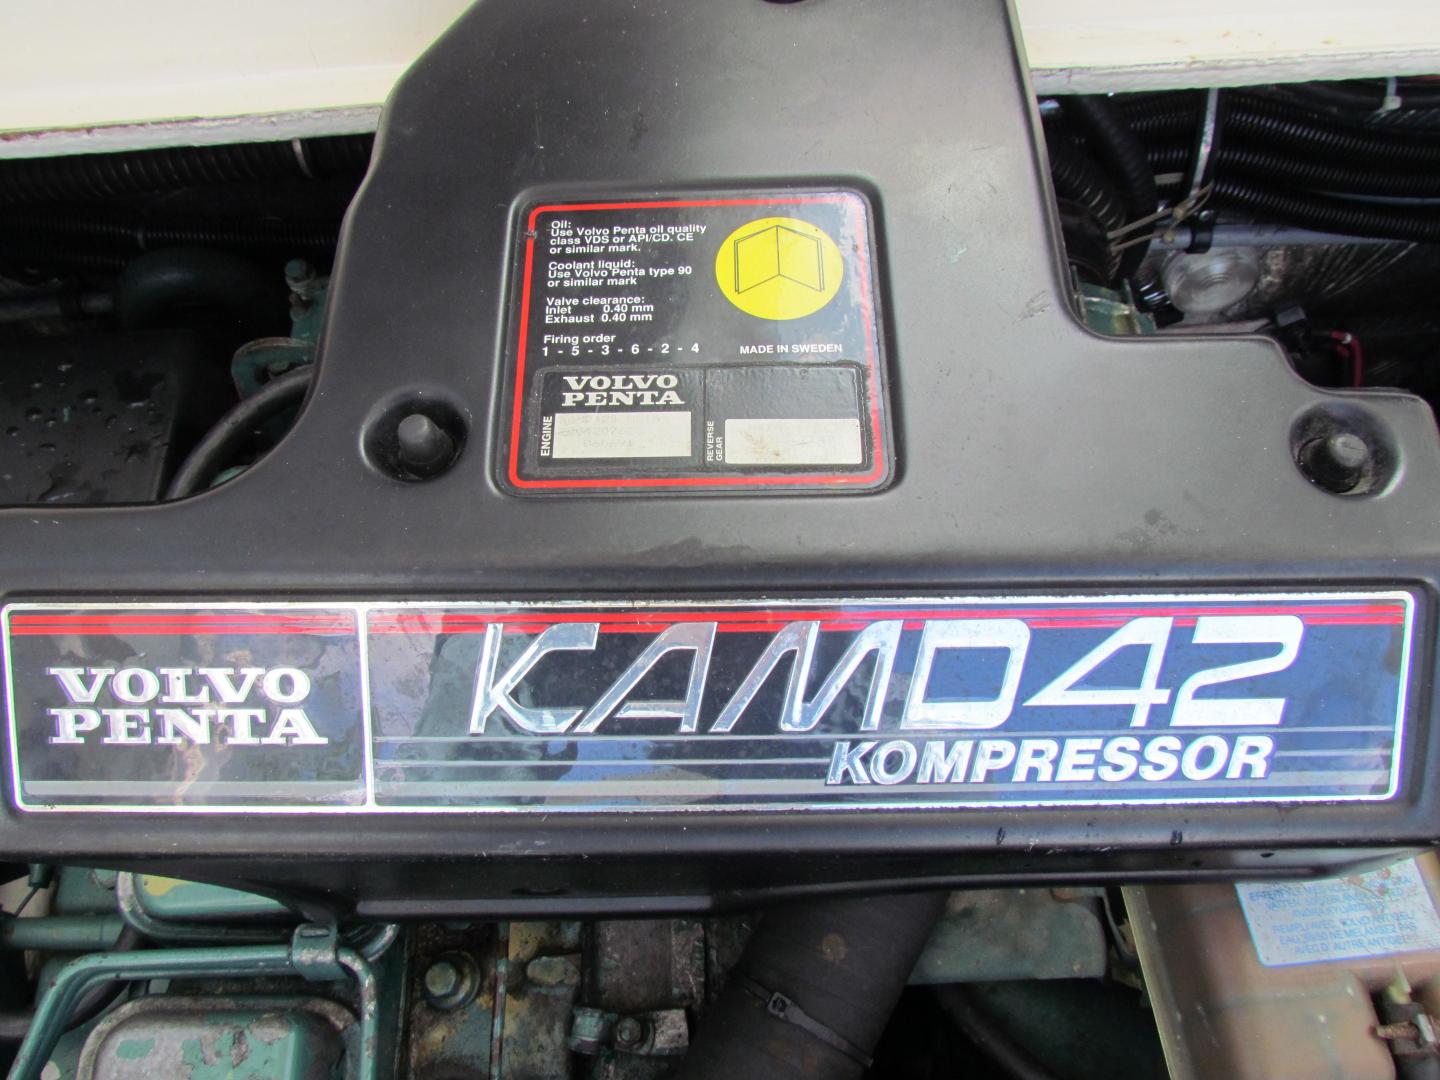 Oil:
Use Volvo Penta oil quality
class VDS or API/CD. CE
or similar mark.
Coolant liquid:
Use Volvo Penta type 90
or similar mark
Valve clearance:
Inlet 0.40 mm
Exhaust 0.40 mm
Firing order
1 - 5 - 3 - 6 - 2 - 4
MADE IN SWEDEN
VOLVO
PENTA
ENGINE
REVERSE
GEAR
VOLVO
PENTA
KAMD42
KOMPRESSOR